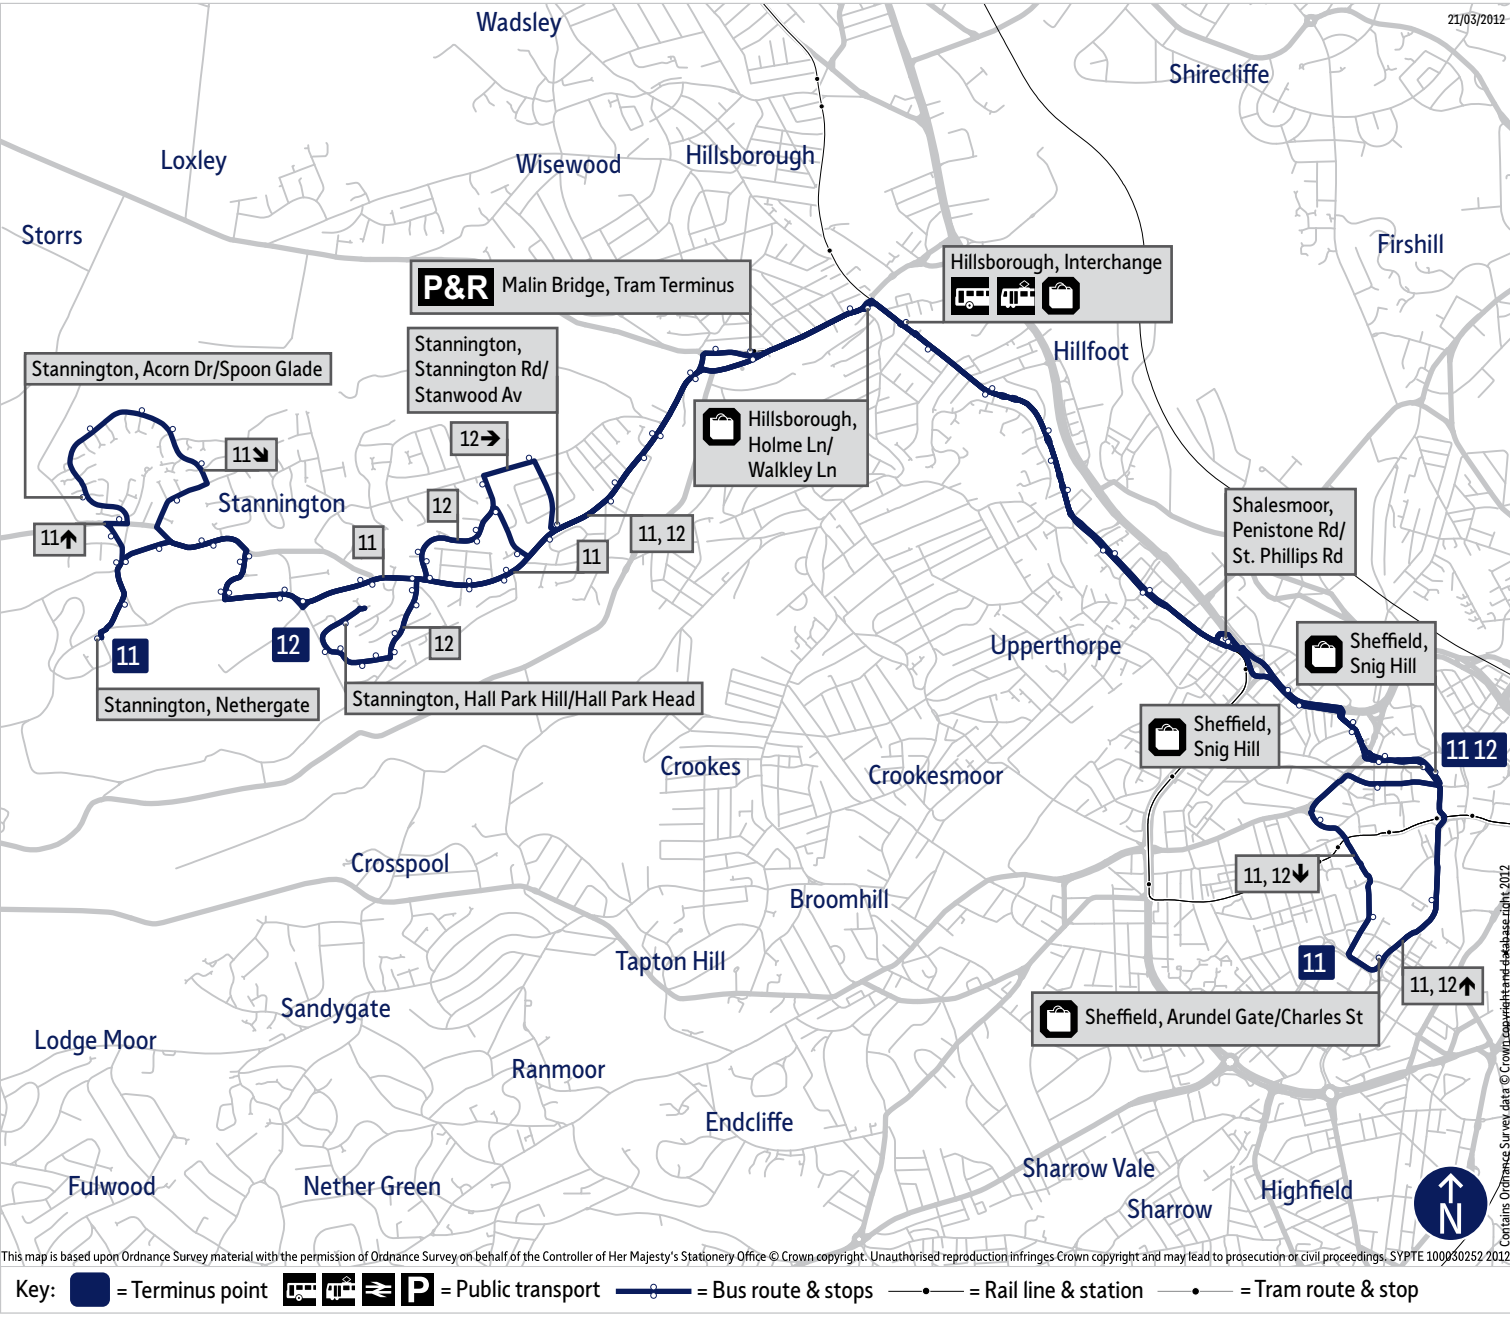 21/03/2012
Wadsley
Shirecliffe
Loxley
Wisewood
Hillsborough
Storrs
Firshill
P&R Malin Bridge, Tram Terminus
Hillsborough, Interchange
Hillfoot
Stannington,
Stannington Rd/
Stanwood Av
Stannington, Acorn Dr/Spoon Glade
Hillsborough,
Holme Ln/
Walkley Ln
12
11
Stannington
12
Shalesmoor,
Penistone Rd/
St. Phillips Rd
11
11
11, 12
11
11
12
12
Upperthorpe
Sheffield,
Snig Hill
Stannington, Nethergate
Stannington, Hall Park Hill/Hall Park Head
Sheffield,
Snig Hill
11 12
Crookes
Crookesmoor
Crosspool
11, 12
Broomhill
Tapton Hill
11
11, 12
Sheffield, Arundel Gate/Charles St
Sandygate
Lodge Moor
Ranmoor
Endcliffe
Sharrow Vale
Fulwood
Nether Green
Highfield
Sharrow
N
Contains Ordnance Survey data © Crown copyright and database right 2012
This map is based upon Ordnance Survey material with the permission of Ordnance Survey on behalf of the Controller of Her Majesty's Stationery Office © Crown copyright. Unauthorised reproduction infringes Crown copyright and may lead to prosecution or civil proceedings. SYPTE 100030252 2012
Key: = Terminus point P = Public transport = Bus route & stops = Rail line & station = Tram route & stop